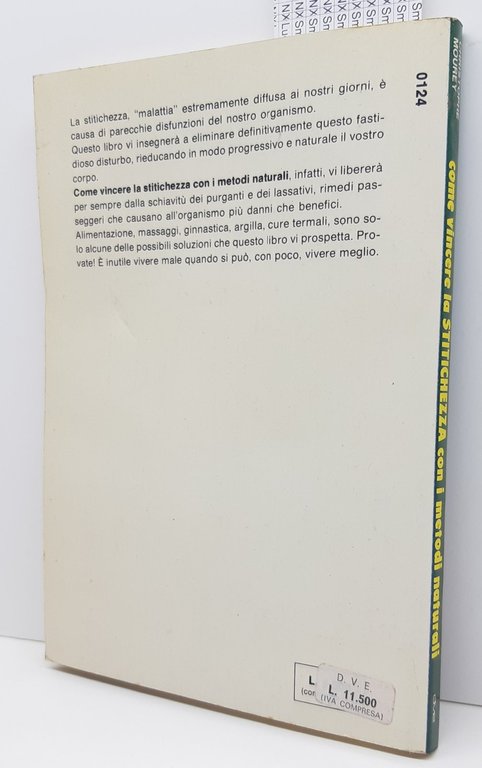 La stitichezza, "malattia" estremamente diffusa ai nostri giorni, è
causa di parecchie disfunzioni del nostro organismo.
Questo libro vi insegnerà a eliminare definitivamente questo fasti-
dioso disturbo, rieducando in modo progressivo e naturale il vostro
corpo.
Come vincere la stitichezza con i metodi naturali, infatti, vi libererà
per sempre dalla schiavitù dei purganti e dei lassativi, rimedi pas-
seggeri che causano all'organismo più danni che benefici.
Alimentazione, massaggi, ginnastica, argilla, cure termali, sono so-
lo alcune delle possibili soluzioni che questo libro vi prospetta. Pro-
vate! È inutile vivere male quando si può, con poco, vivere meglio.
L
(con
D. V. E.
L. 11.500
(IVA COMPRESA)
0124
MOUREY
come vincere la STITICHEZZA con i metodi naturali